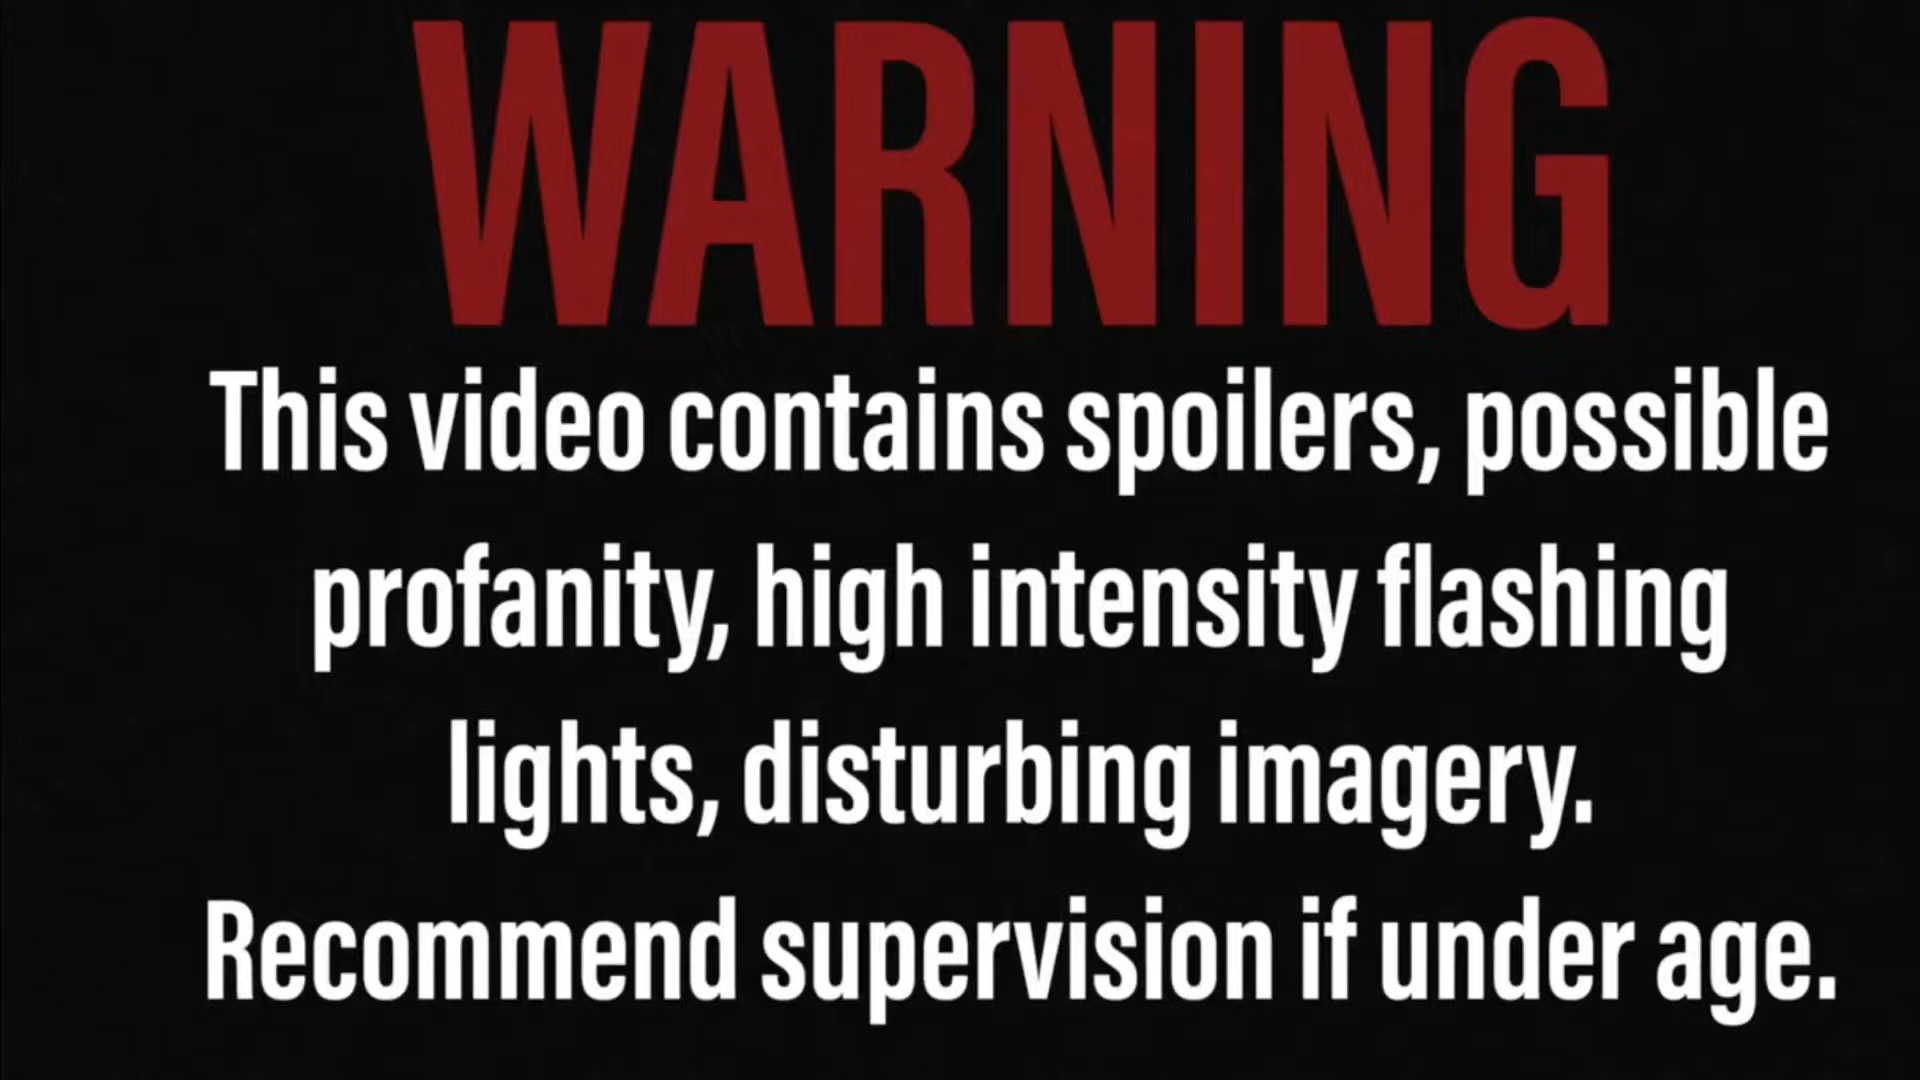 WARNING
This video contains spoilers, possible
profanity, high intensity flashing
lights, disturbing imagery.
Recommend supervision if under age.